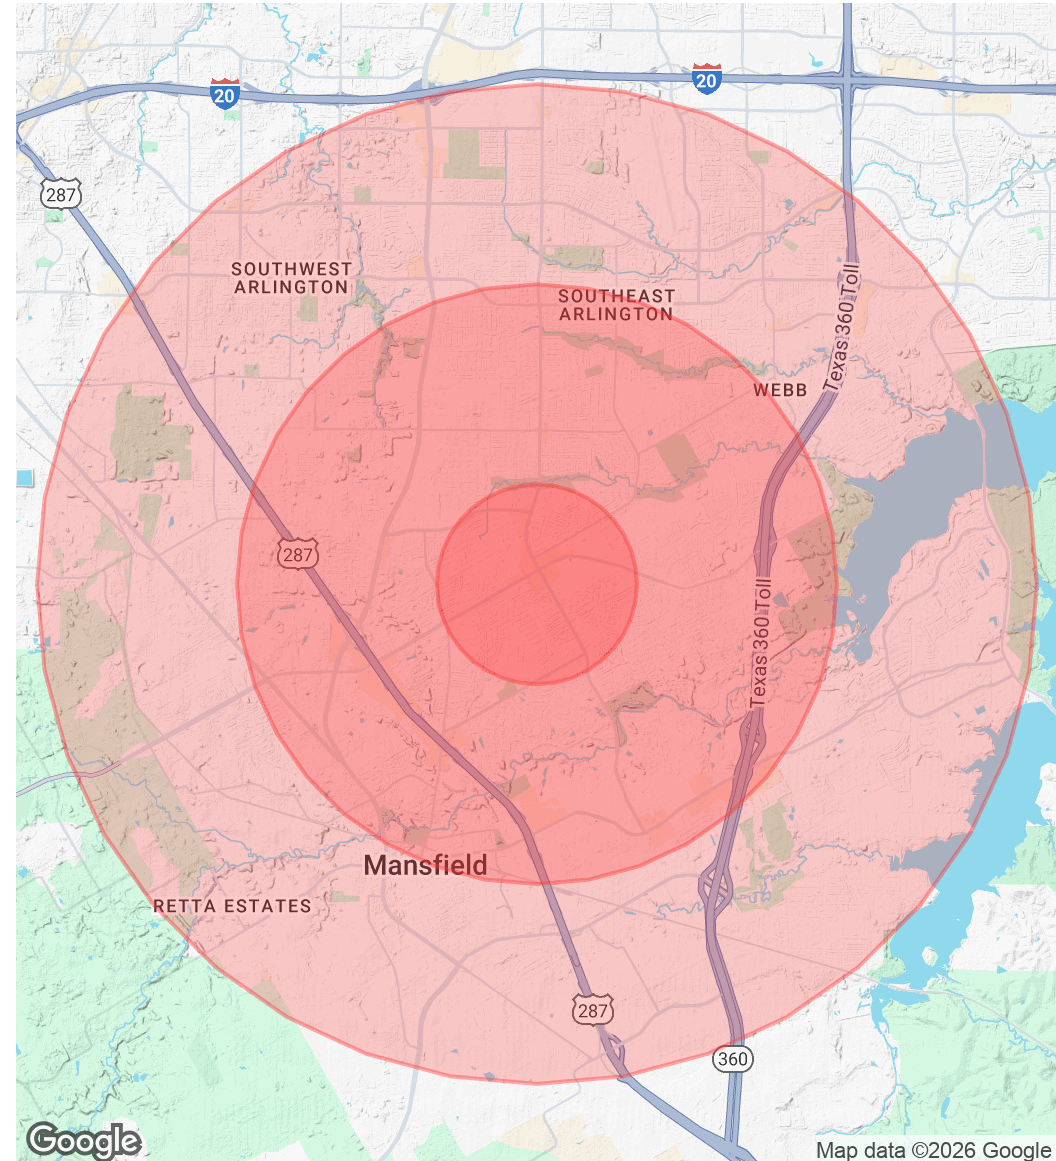 20
20
287
SOUTHWEST
ARLINGTON
SOUTHEAST
ARLINGTON
Texas 360 Toll
WEBB
287
Texas 360 Toll
Mansfield
RETTA ESTATES
287
360
Google
Map data ©2026 Google